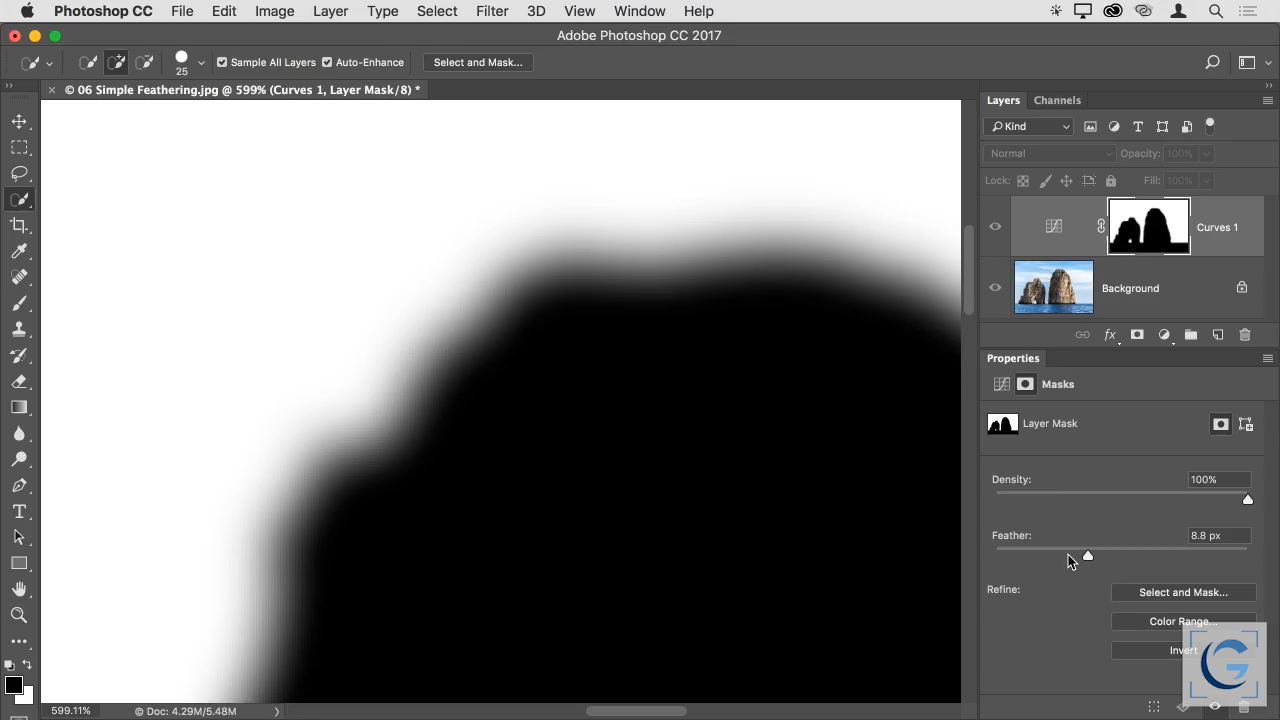 Photoshop CC File Edit Image Layer Type Select Filter 3D View Window Help
Adobe Photoshop CC 2017
25 Sample All Layers Auto-Enhance Select and Mask...
© 06 Simple Feathering.jpg @ 599% (Curves 1, Layer Mask/8) *
Layers Channels
Kind
Normal Opacity: 100%
Lock: Fill: 100%
Curves 1
Background
fx
Properties
Masks
Layer Mask
Density: 100%
Feather: 8.8 px
Refine: Select and Mask...
Color Range...
Invert
599.11% © Doc: 4.29M/5.48M